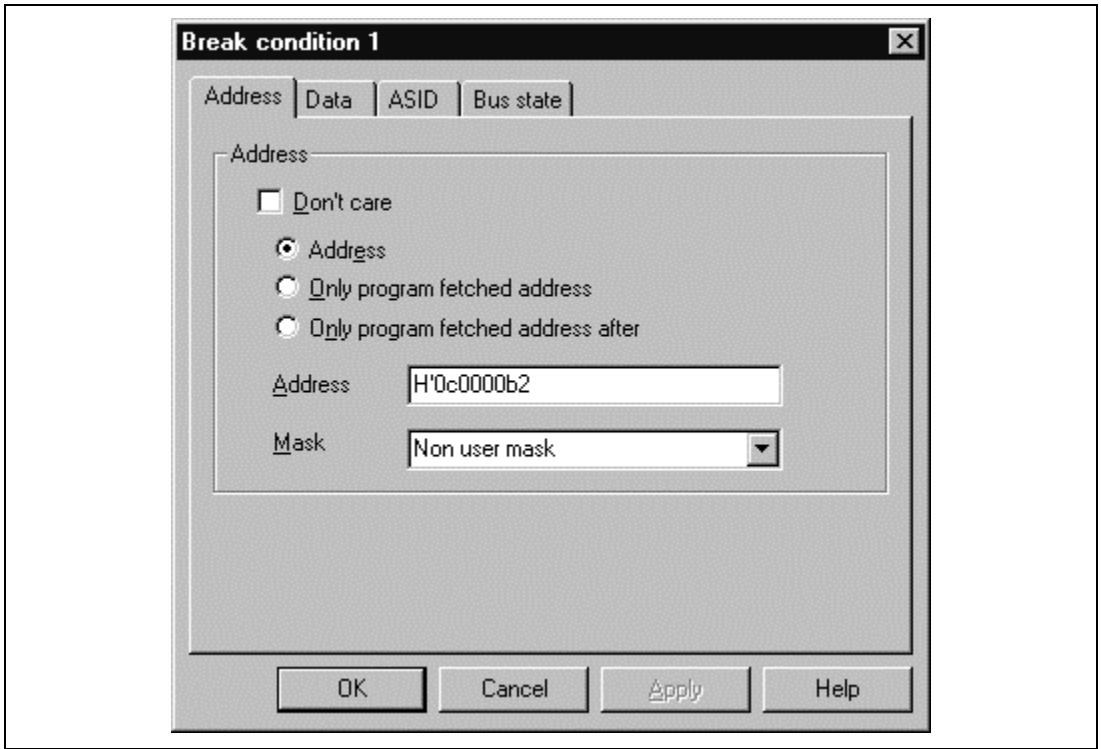 Break condition 1
Address Data ASID Bus state
Address
Don't care
Address
Only program fetched address
Only program fetched address after
Address H'0c0000b2
Mask Non user mask
OK Cancel Apply Help